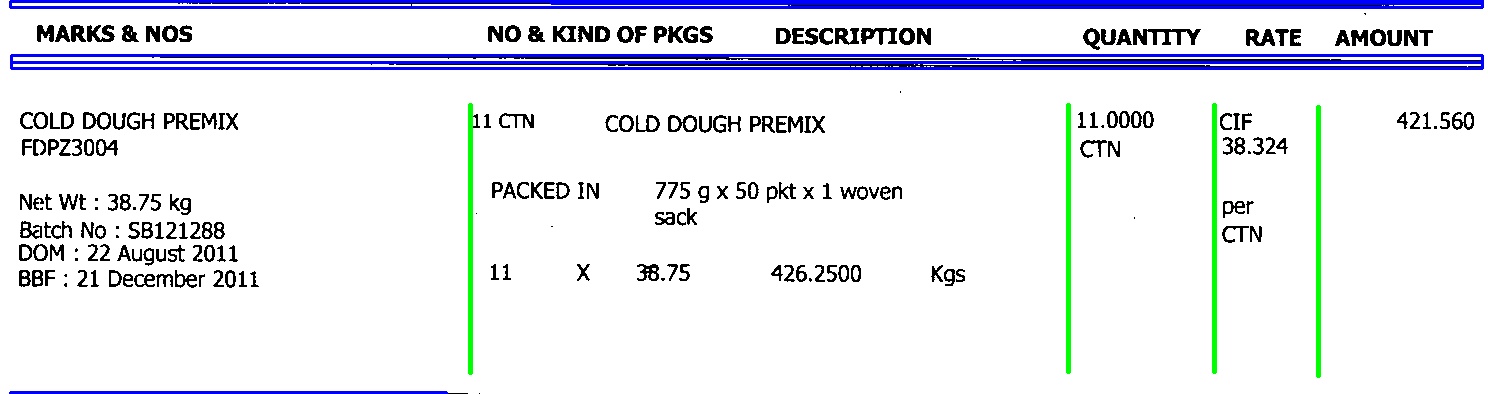 MARKS & NOS NO & KIND OF PKGS DESCRIPTION QUANTITY RATE AMOUNT
COLD DOUGH PREMIX 11 CTN COLD DOUGH PREMIX 11.0000 CIF 421.560
FDPZ3004 CTN 38.324
PACKED IN 775 g x 50 pkt x 1 woven
Net Wt : 38.75 kg sack per
Batch No : SB121288 CTN
DOM : 22 August 2011
BBF : 21 December 2011 11 X 38.75 426.2500 Kgs